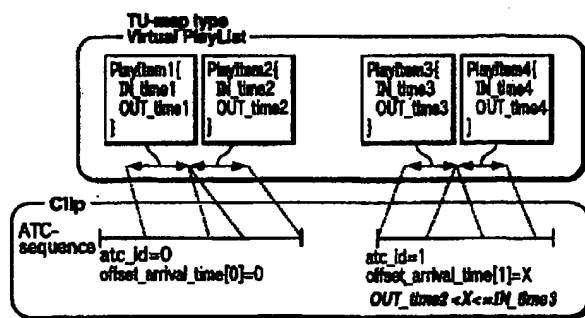 TU-map type
Virtual PlayList
PlayItem1{ PlayItem2{ PlayItem3{ PlayItem4{
IN_time1 IN_time2 IN_time3 IN_time4
OUT_time1 OUT_time2 OUT_time3 OUT_time4
} } } }
Clip
ATC-
sequence
atc_id=0 atc_id=1
offset_arrival_time[0]=0 offset_arrival_time[1]=X
OUT_time2 <X<=IN_time3